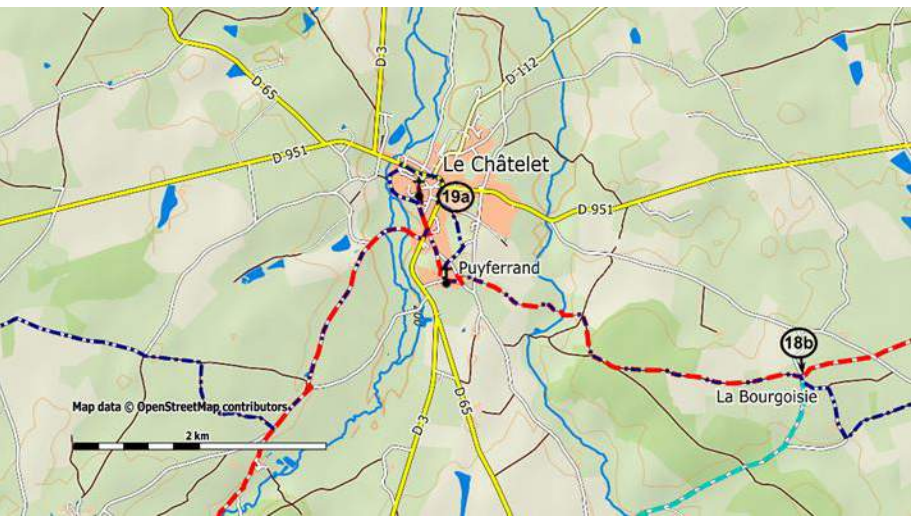 D 65
D 3
D 112
D 951
Le Châtelet
19a
D 951
Puyferrand
200
18b
La Bourgoisie
Map data © OpenStreetMap contributors
2 km
D 3
D 65